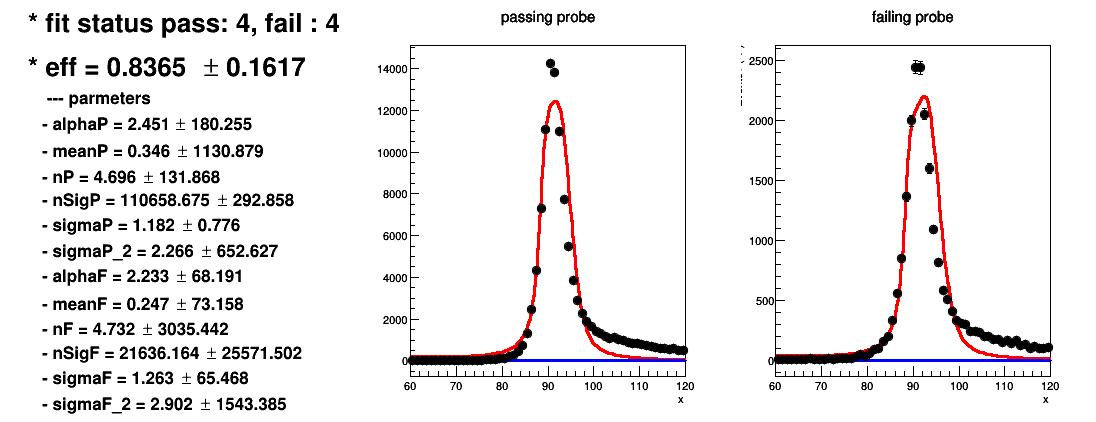 * fit status pass: 4, fail : 4
* eff = 0.8365 ± 0.1617
--- parmeters
- alphaP = 2.451 ± 180.255
- meanP = 0.346 ± 1130.879
- nP = 4.696 ± 131.868
- nSigP = 110658.675 ± 292.858
- sigmaP = 1.182 ± 0.776
- sigmaP_2 = 2.266 ± 652.627
- alphaF = 2.233 ± 68.191
- meanF = 0.247 ± 73.158
- nF = 4.732 ± 3035.442
- nSigF = 21636.164 ± 25571.502
- sigmaF = 1.263 ± 65.468
- sigmaF_2 = 2.902 ± 1543.385
passing probe
14000
12000
10000
8000
6000
4000
2000
0
60 70 80 90 100 110 120
x
failing probe
2500
2000
1500
1000
500
0
60 70 80 90 100 110 120
x